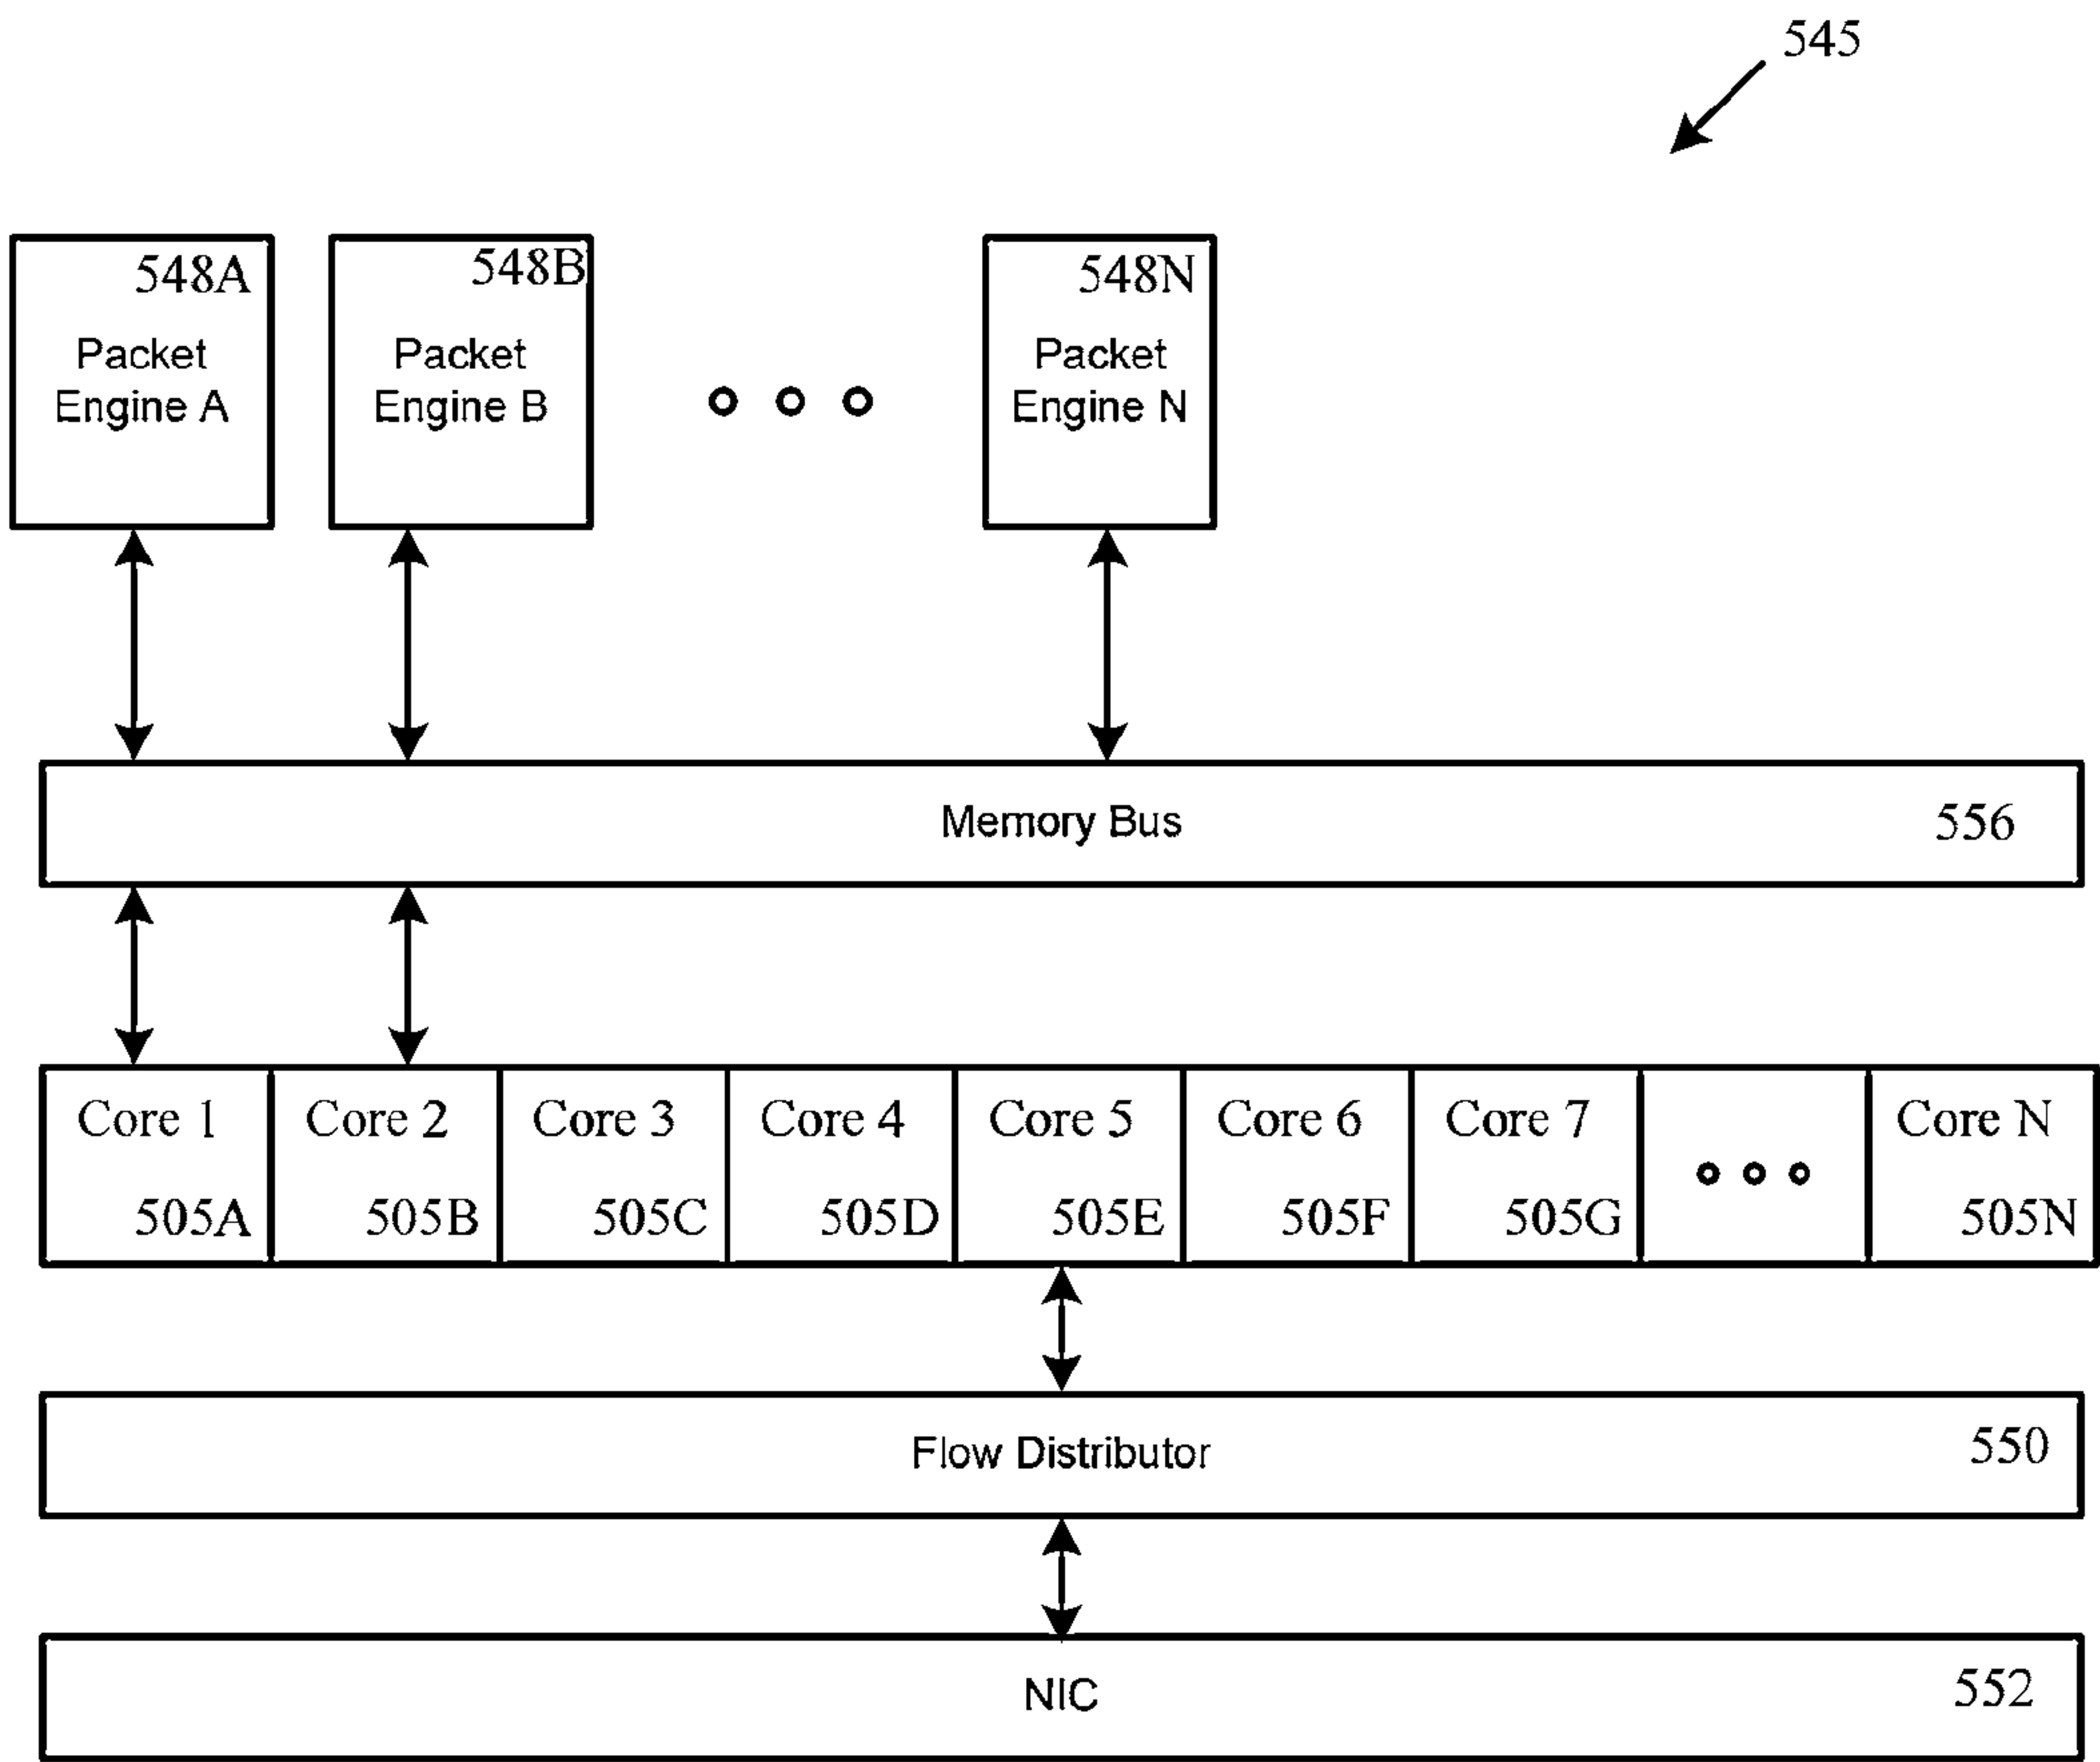 545
548A
Packet
Engine A
548B
Packet
Engine B
548N
Packet
Engine N
Memory Bus
556
Core 1
505A
Core 2
505B
Core 3
505C
Core 4
505D
Core 5
505E
Core 6
505F
Core 7
505G
Core N
505N
Flow Distributor
550
NIC
552